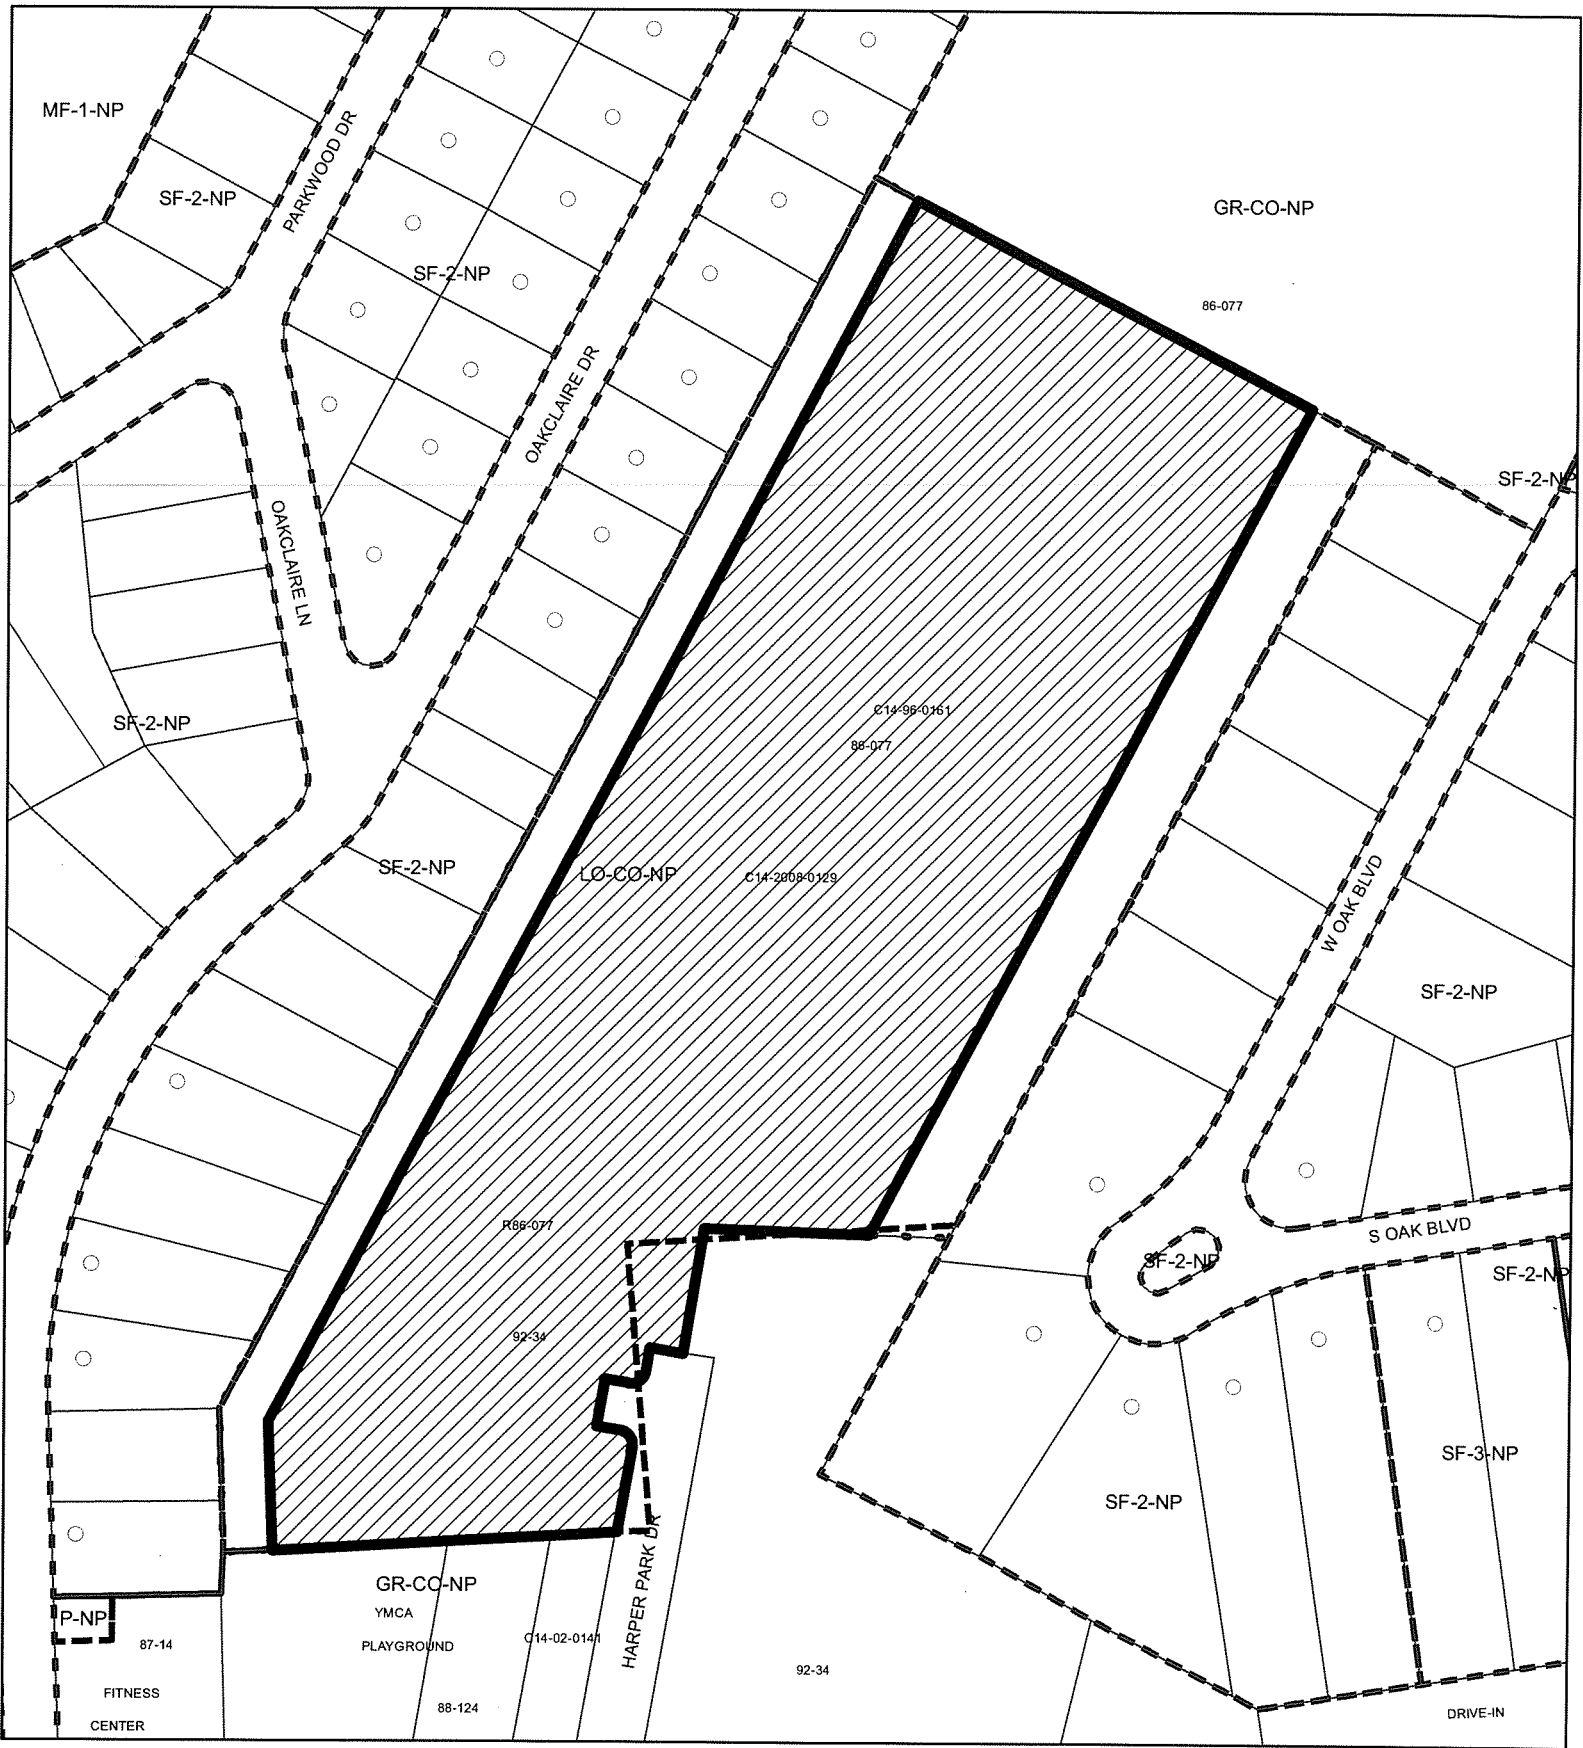 MF-1-NP
PARKWOOD DR
SF-2-NP
GR-CO-NP
SF-2-NP
86-077
OAKCLAIRE DR
SF-2-NP
OAKCLAIRE LN
C14-96-0161
SF-2-NP
86-077
SF-2-NP
LO-CO-NP
C14-2008-0129
W OAK BLVD
SF-2-NP
R86-077
S OAK BLVD
SF-2-NP
SF-2-NP
92-34
SF-3-NP
SF-2-NP
HARPER PARK DR
GR-CO-NP
YMCA
PLAYGROUND
C14-02-0141
P-NP
87-14
92-34
FITNESS
CENTER
88-124
DRIVE-IN